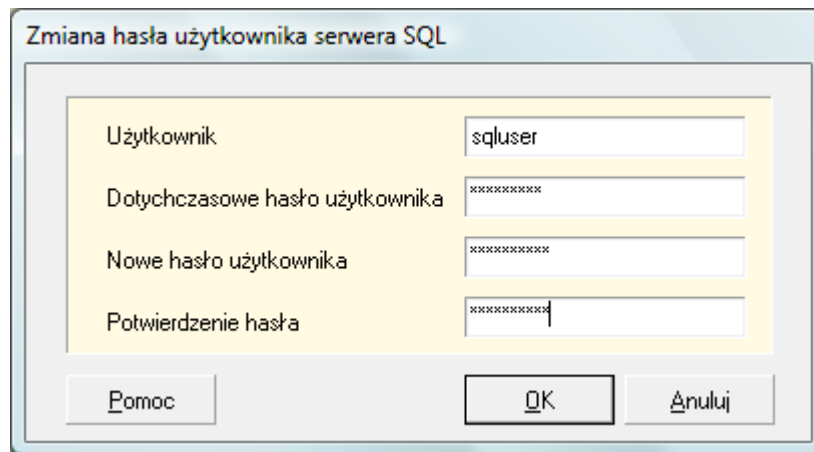 Zmiana hasła użytkownika serwera SQL
Użytkownik sqluser
Dotychczasowe hasło użytkownika *********
Nowe hasło użytkownika **********
Potwierdzenie hasła **********
Pomoc OK Anuluj